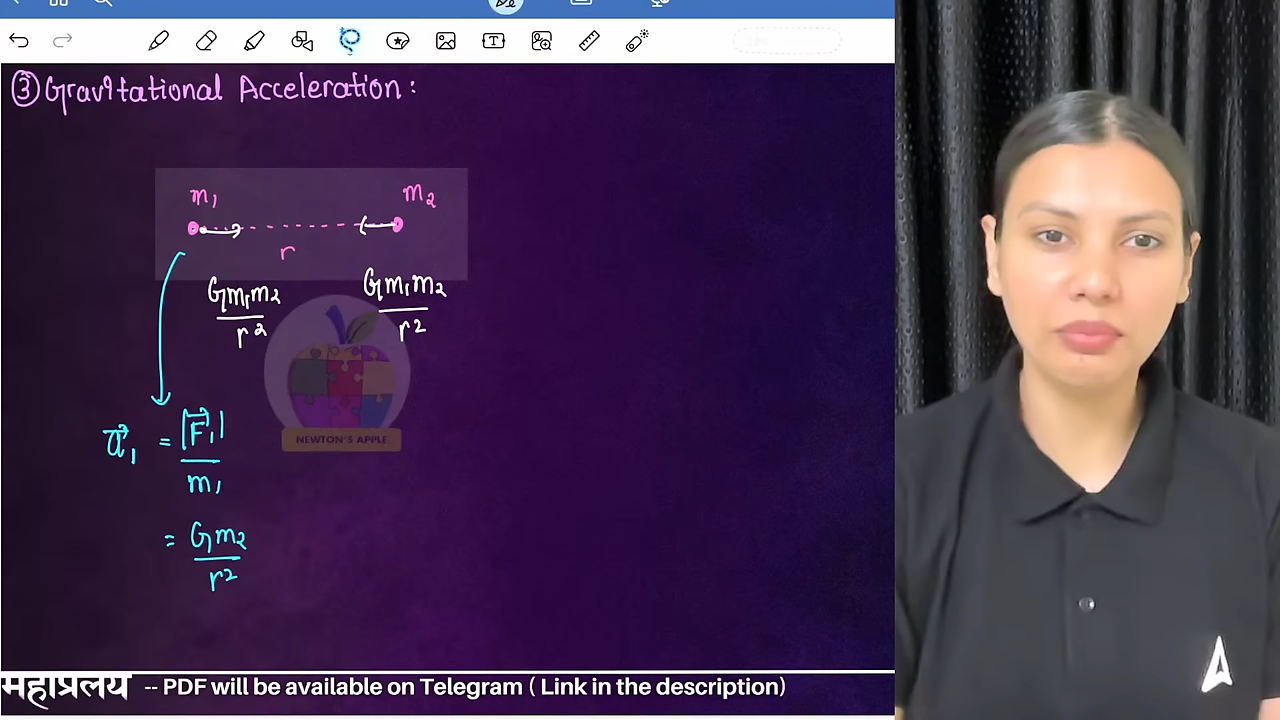 ③ Gravitational Acceleration :
m₁ m₂
r
Gm₁m₂/r² Gm₁m₂/r²
NEWTON'S APPLE
a⃗₁ = |F⃗₁|/m₁
= Gm₂/r²
महाप्रलय -- PDF will be available on Telegram ( Link in the description)